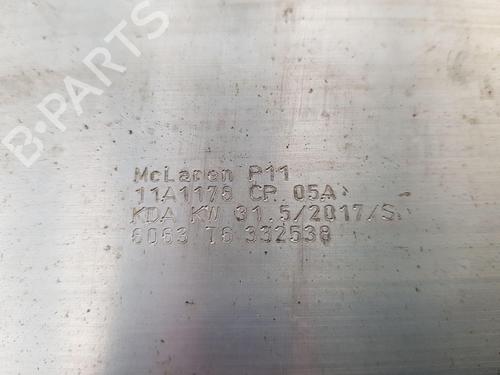 B-PARTS
McLaren P11
11A1178 CP 05A
KDA KW 31.5/2017/S
6063 T6 332538